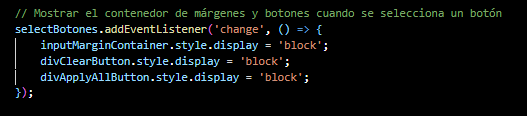 // Mostrar el contenedor de márgenes y botones cuando se selecciona un botón
selectBotones.addEventListener('change', () => {
    inputMarginContainer.style.display = 'block';
    divClearButton.style.display = 'block';
    divApplyAllButton.style.display = 'block';
});